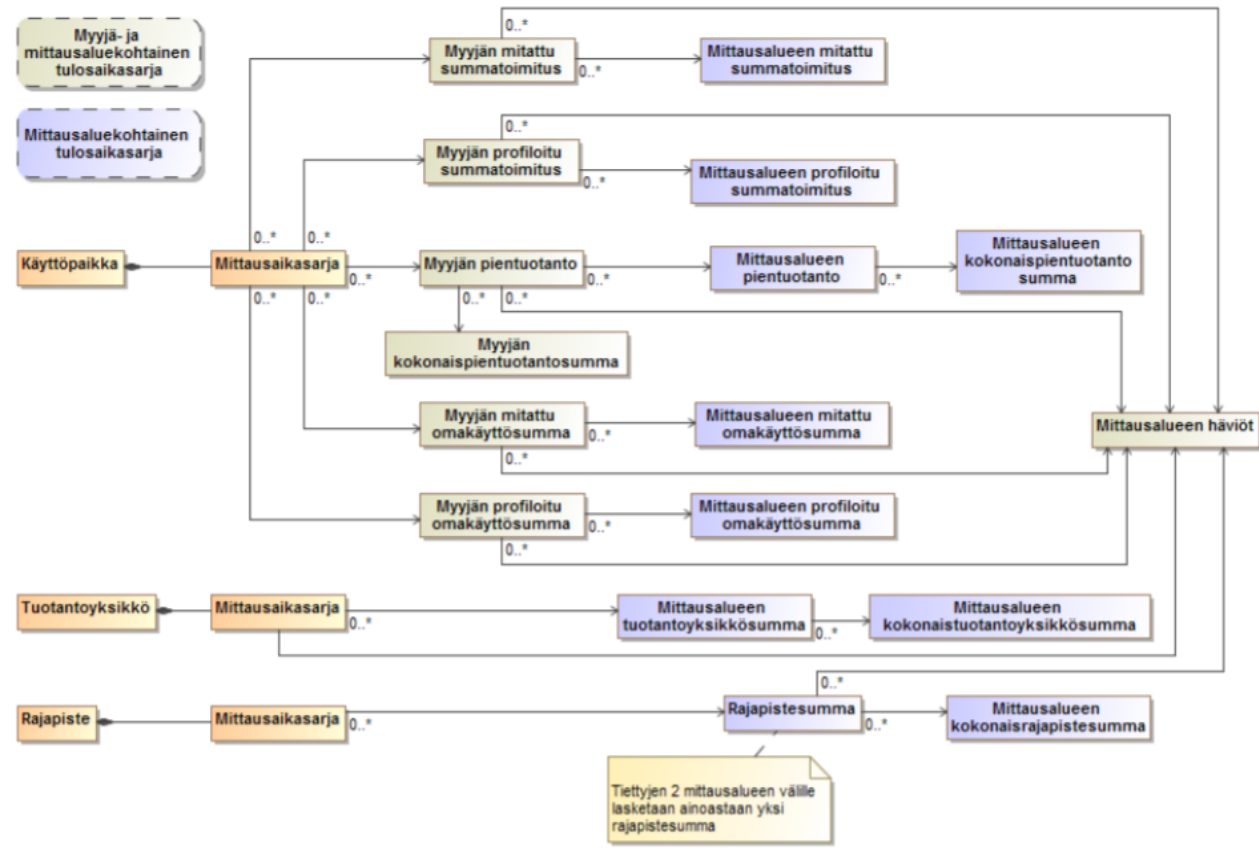 Myyjä- ja
mittausaluekohtainen
tulosaikasarja
Mittausaluekohtainen
tulosaikasarja
0..*
Myyjän mitattu
summatoimitus
0..*
Mittausalueen mitattu
summatoimitus
0..*
Myyjän profiloitu
summatoimitus
0..*
Mittausalueen profiloitu
summatoimitus
0..*
0..*
Käyttöpaikka
Mittausaikasarja
0..*
0..*
0..*
Myyjän pientuotanto
0..*
0..*
0..*
Mittausalueen
pientuotanto
0..*
Mittausalueen
kokonaispientuotanto
summa
Myyjän
kokonaispientuotantosumma
Myyjän mitattu
omakäyttösumma
0..*
0..*
Mittausalueen mitattu
omakäyttösumma
Mittausalueen häviöt
Myyjän profiloitu
omakäyttösumma
0..*
0..*
Mittausalueen profiloitu
omakäyttösumma
Tuotantoyksikkö
Mittausaikasarja
0..*
Mittausalueen
tuotantoyksikkösumma
0..*
Mittausalueen
kokonaistuotantoyksikkösumma
Rajapiste
Mittausaikasarja
0..*
0..*
Rajapistesumma
0..*
Mittausalueen
kokonaisrajapistesumma
Tiettyjen 2 mittausalueen välille
lasketaan ainoastaan yksi
rajapistesumma